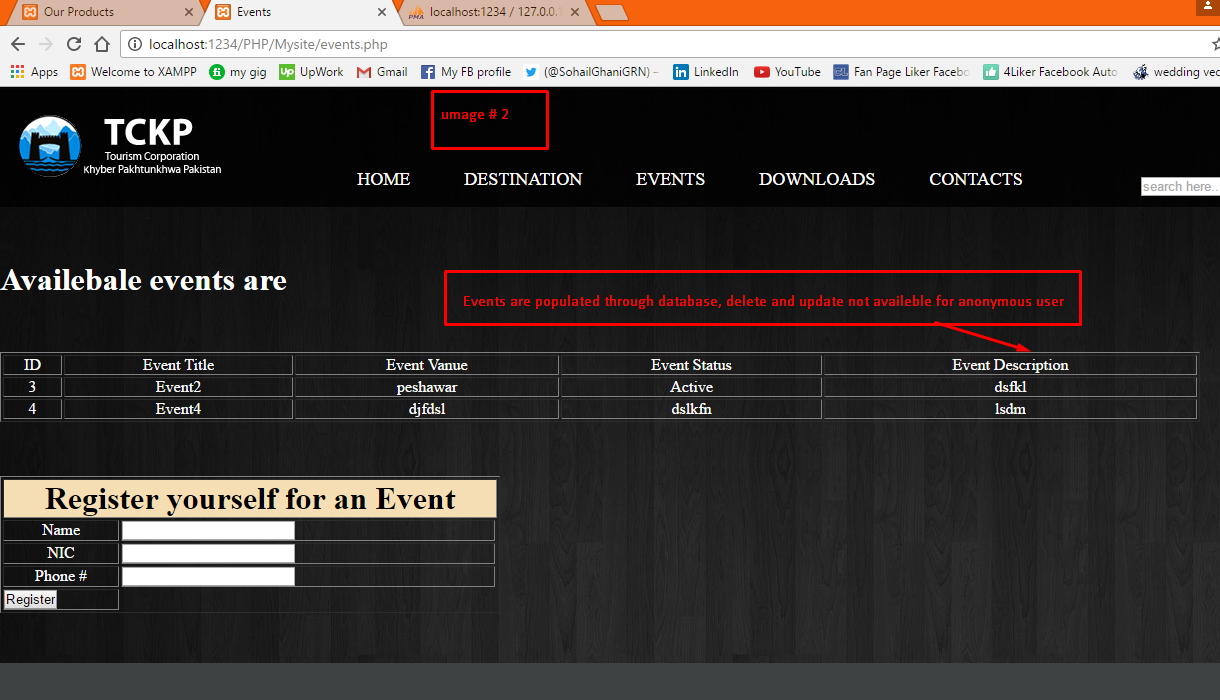 Our Products
Events
localhost:1234 / 127.0.0.1
localhost:1234/PHP/Mysite/events.php
Apps
Welcome to XAMPP
my gig
UpWork
Gmail
My FB profile
(@SohailGhaniGRN) –
LinkedIn
YouTube
Fan Page Liker Facebo
4Liker Facebook Auto
wedding vec
umage # 2
TCKP
Tourism Corporation
Khyber Pakhtunkhwa Pakistan
HOME
DESTINATION
EVENTS
DOWNLOADS
CONTACTS
search here..
Availebale events are
Events are populated through database, delete and update not availeble for anonymous user
ID Event Title Event Vanue Event Status Event Description
3 Event2 peshawar Active dsfkl
4 Event4 djfdsl dslkfn lsdm
Register yourself for an Event
Name
NIC
Phone #
Register